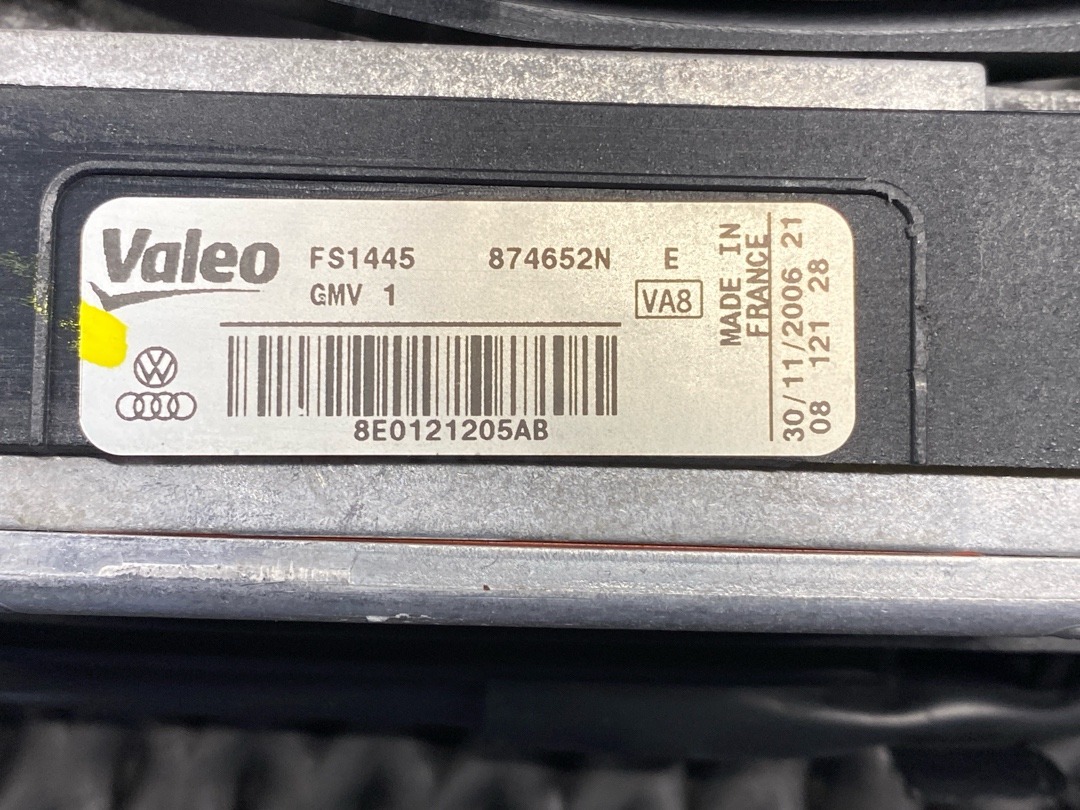 Valeo FS1445 874652N E
GMV 1 VA8
8E0121205AB
MADE IN
FRANCE
30/11/2006 21
08 121 28